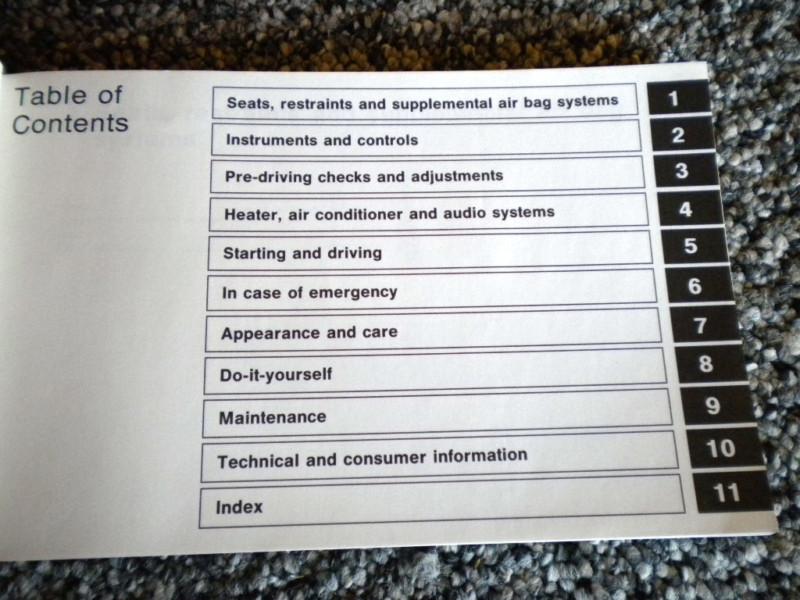 Table of
Contents
Seats, restraints and supplemental air bag systems 1
Instruments and controls 2
Pre-driving checks and adjustments 3
Heater, air conditioner and audio systems 4
Starting and driving 5
In case of emergency 6
Appearance and care 7
Do-it-yourself 8
Maintenance 9
Technical and consumer information 10
Index 11